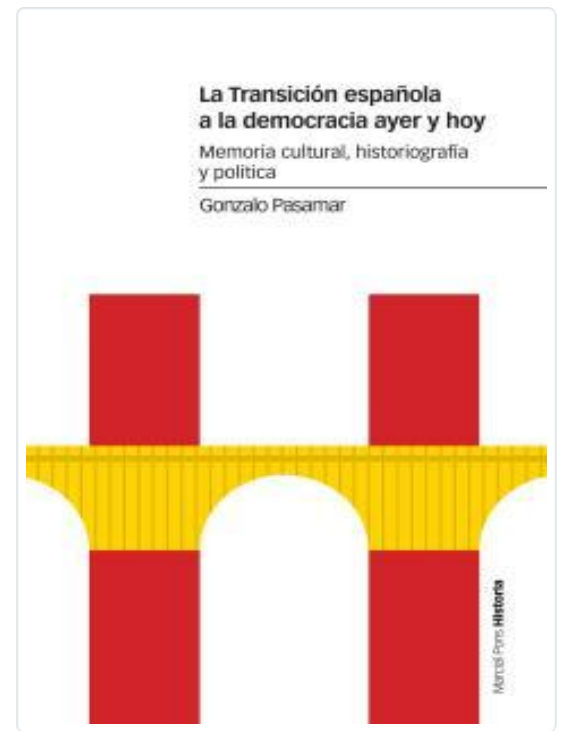 La Transición española
a la democracia ayer y hoy
Memoria cultural, historiografía
y política
Gonzalo Pasamar
Marcial Pons Historia